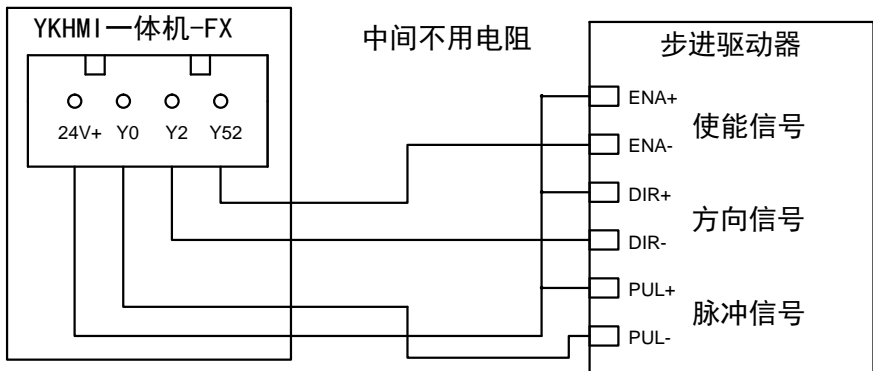 YKHMI一体机-FX
24V+ Y0 Y2 Y52
中间不用电阻
步进驱动器
ENA+
使能信号
ENA-
DIR+
方向信号
DIR-
PUL+
脉冲信号
PUL-